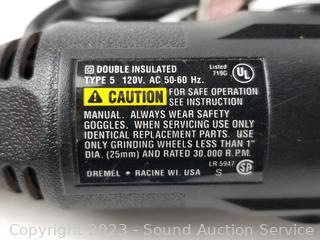 DOUBLE INSULATED
TYPE 5 120V. AC 50-60 Hz.
Listed
719G
UL
CAUTION
FOR SAFE OPERATION
SEE INSTRUCTION
MANUAL. ALWAYS WEAR SAFETY
GOGGLES. WHEN SERVICING USE ONLY
IDENTICAL REPLACEMENT PARTS. USE
ONLY GRINDING WHEELS LESS THAN 1"
DIA. (25mm) AND RATED 30.000 R.P.M.
LR 5947
DREMEL • RACINE WI. USA S
Copyright 2023 - Sound Auction Service